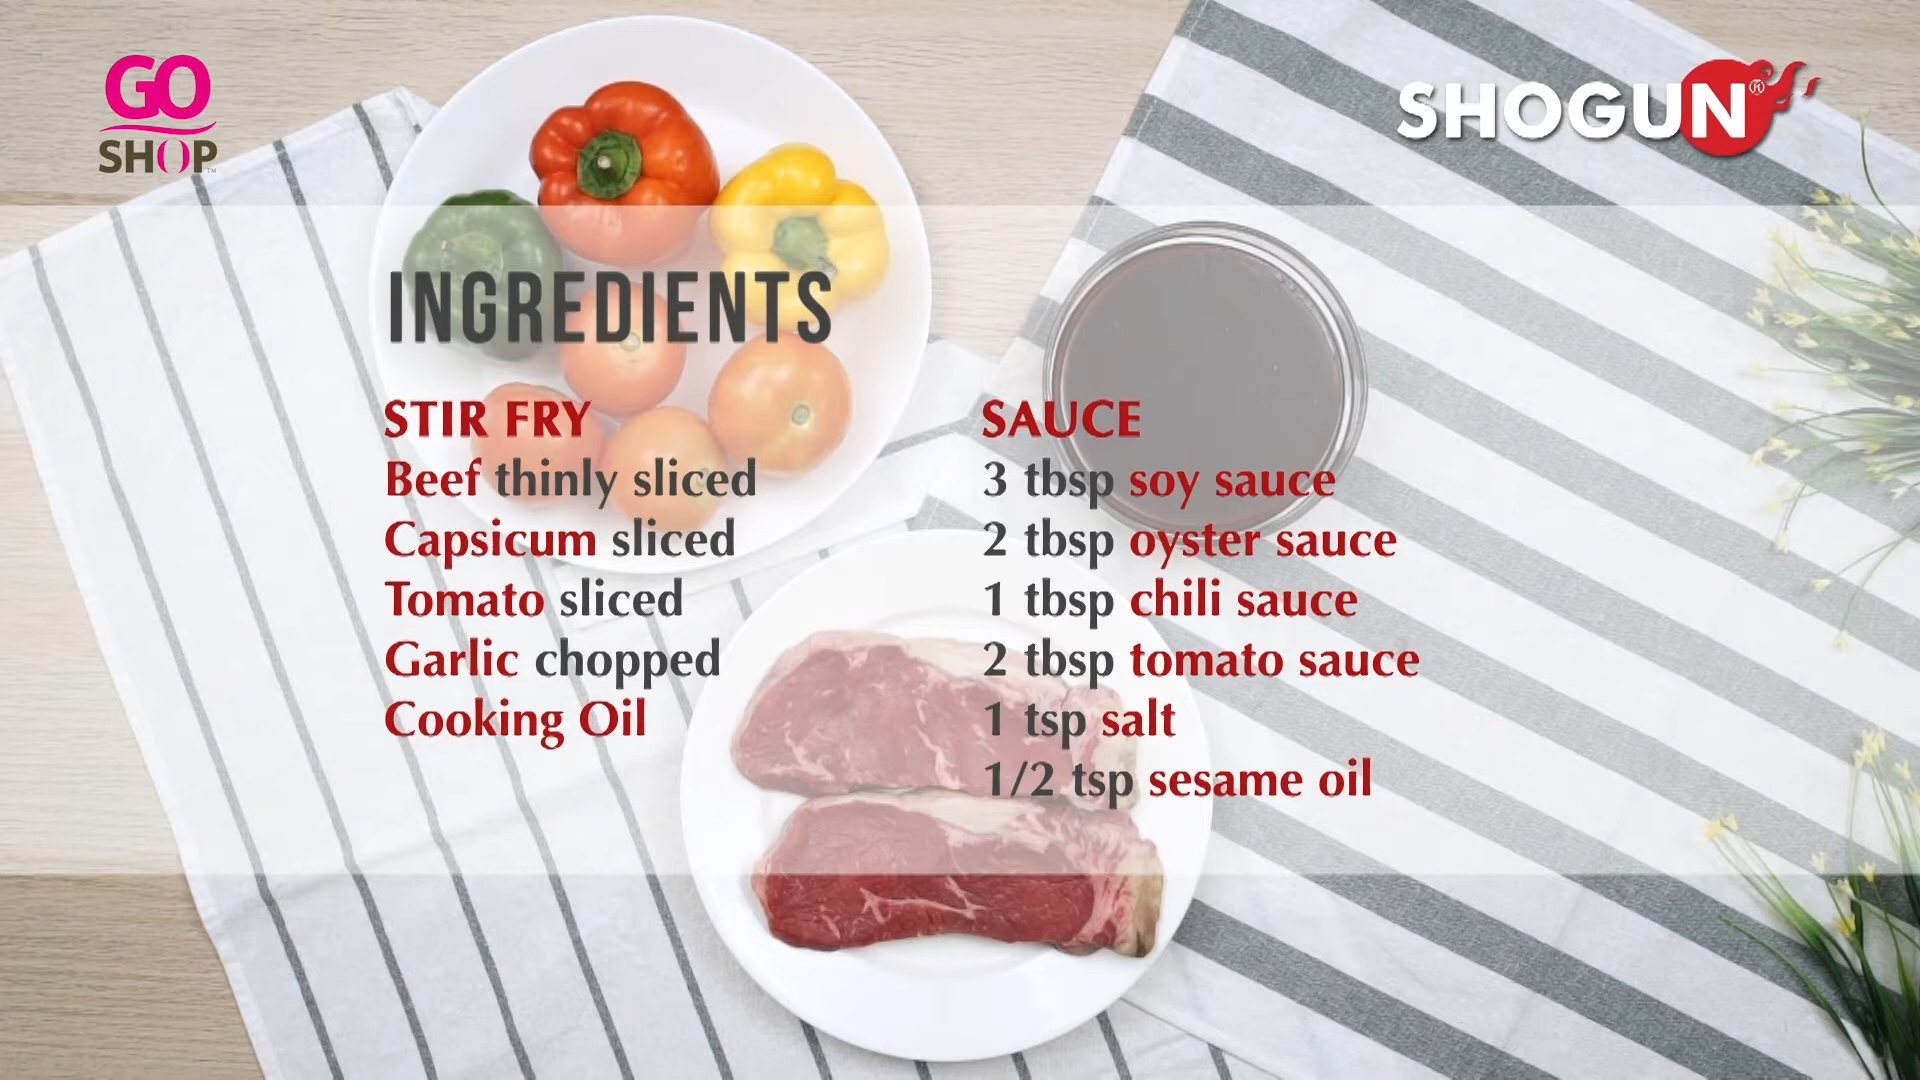 GO
SHOP™
SHOGUN®
INGREDIENTS
STIR FRY
Beef thinly sliced
Capsicum sliced
Tomato sliced
Garlic chopped
Cooking Oil
SAUCE
3 tbsp soy sauce
2 tbsp oyster sauce
1 tbsp chili sauce
2 tbsp tomato sauce
1 tsp salt
1/2 tsp sesame oil